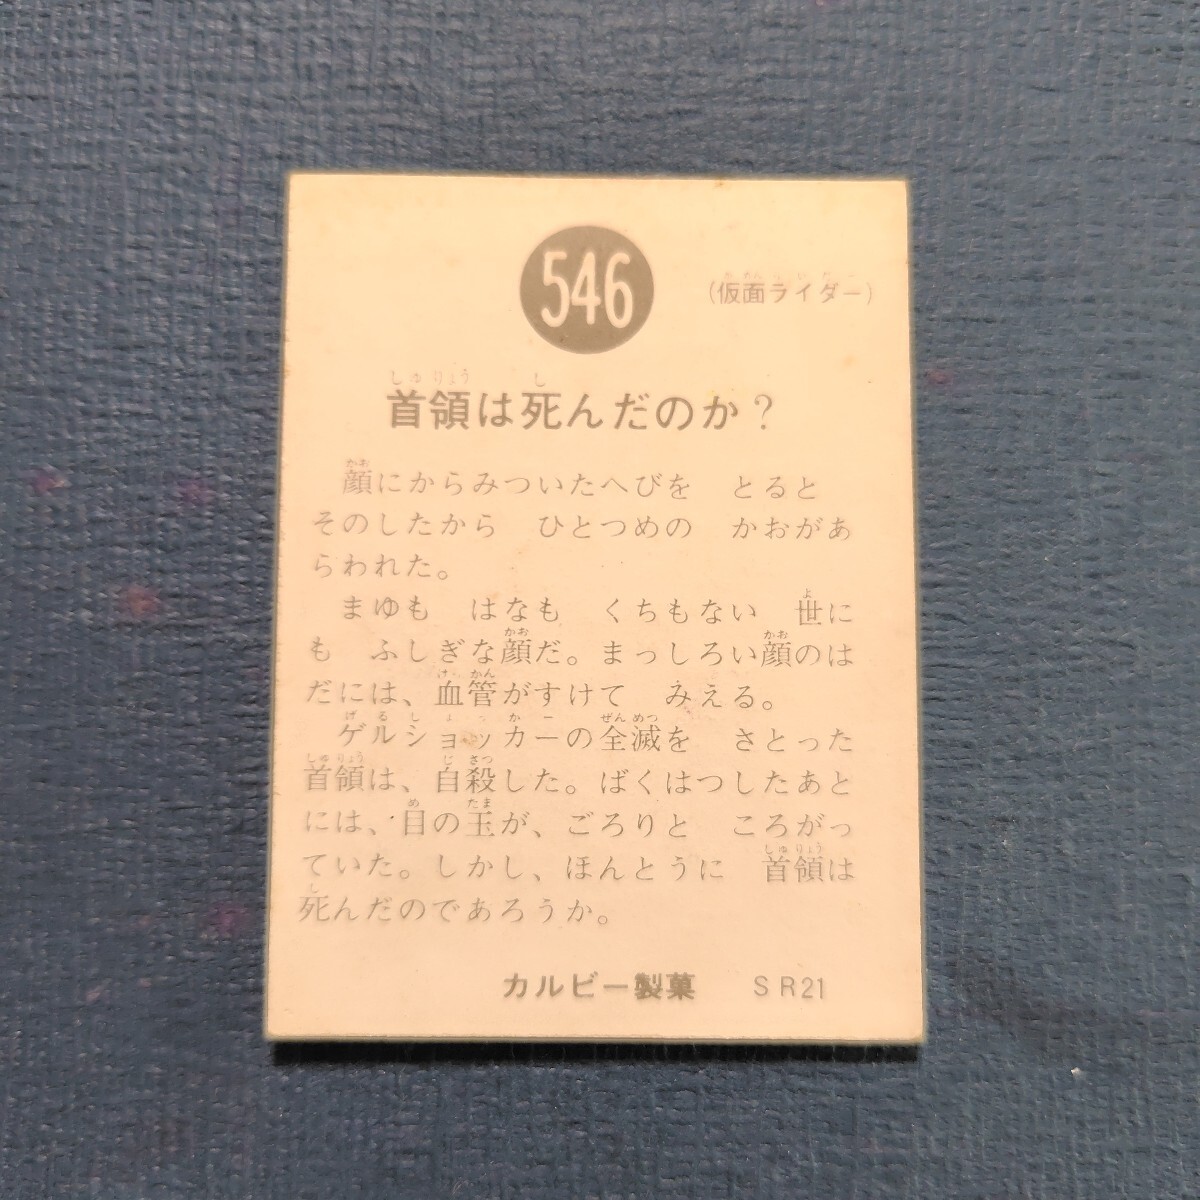 546
(仮面ライダー)
首領は死んだのか?
顔にからみついたへびを　とると
そのしたから　ひとつめの　かおがあ
らわれた。
まゆも　はなも　くちもない　世に
も　ふしぎな顔だ。まっしろい顔のは
だには、血管がすけて　みえる。
ゲルショッカーの全滅を　さとった
首領は、自殺した。ばくはつしたあと
には、目の玉が、ごろりと　ころがっ
ていた。しかし、ほんとうに　首領は
死んだのであろうか。
カルビー製菓　SR21